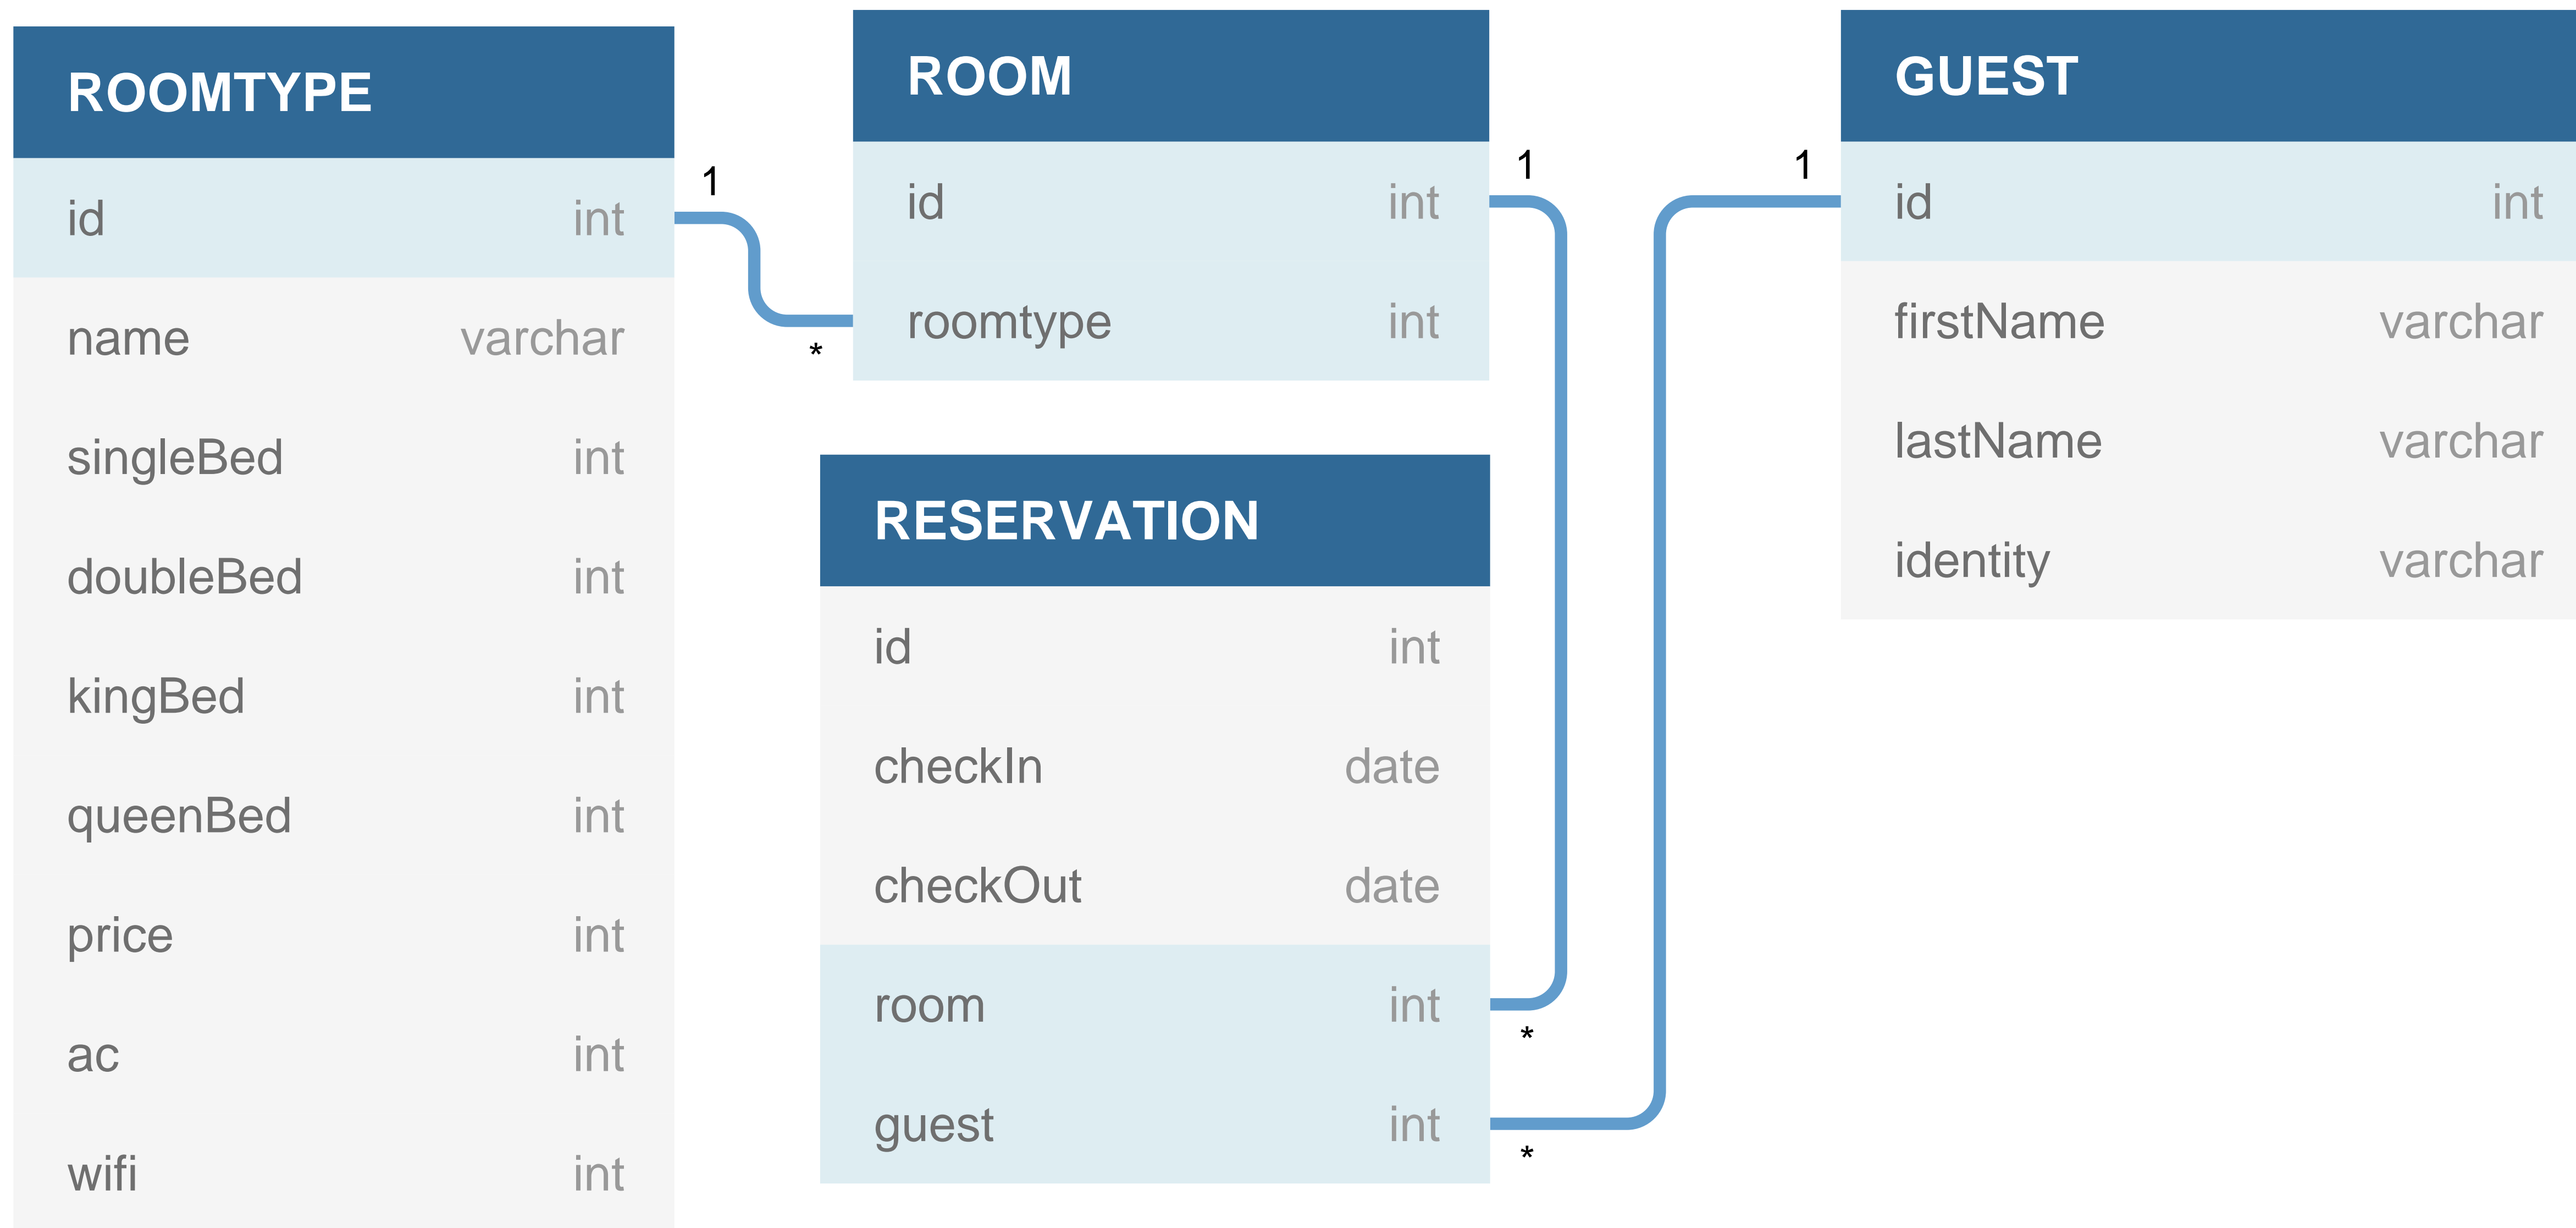 ROOMTYPE
id int
name varchar
singleBed int
doubleBed int
kingBed int
queenBed int
price int
ac int
wifi int
1
*
ROOM
id int
roomtype int
1
RESERVATION
id int
checkIn date
checkOut date
room int
guest int
*
*
1
GUEST
id int
firstName varchar
lastName varchar
identity varchar